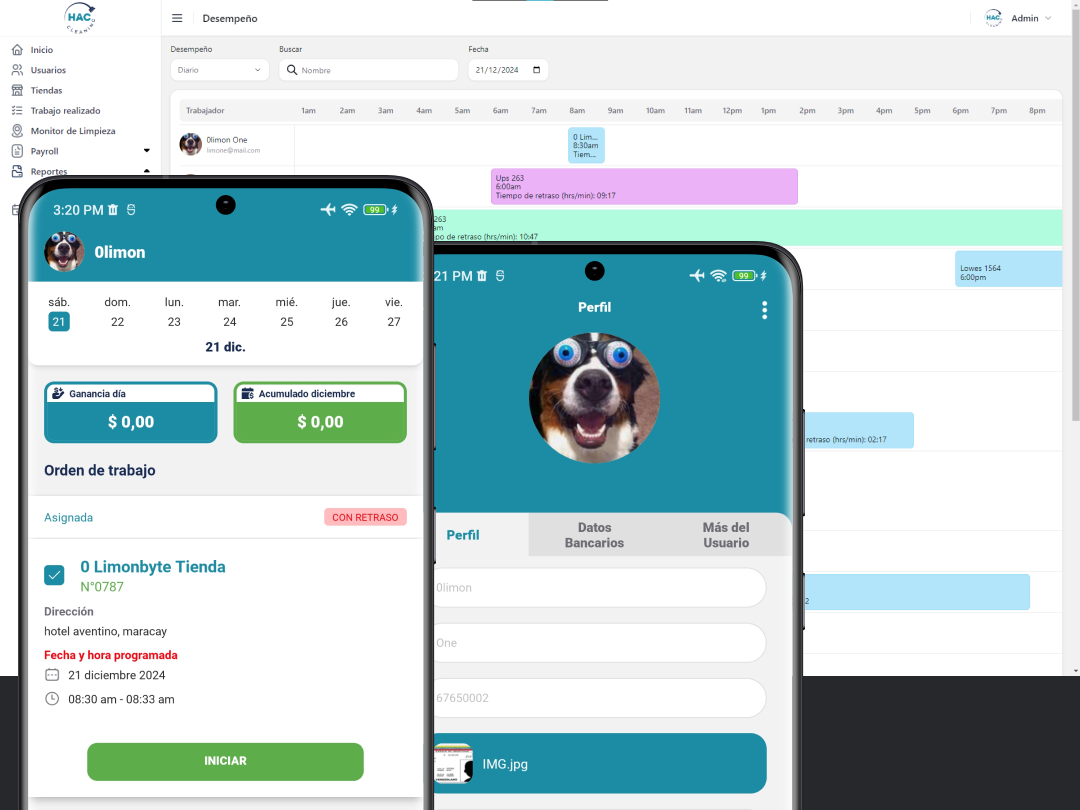 HAC
CLEANING
Desempeño
HAC
Admin
Inicio
Usuarios
Tiendas
Trabajo realizado
Monitor de Limpieza
Payroll
Reportes
Desempeño
Buscar
Fecha
Diario
Nombre
21/12/2024
Trabajador
1am 2am 3am 4am 5am 6am 7am 8am 9am 10am 11am 12pm 1pm 2pm 3pm 4pm 5pm 6pm 7pm 8pm
0limon One
limone@mail.com
0 Lim...
8:30am
Tiem...
Ups 263
6:00am
Tiempo de retraso (hrs/min): 09:17
263
am
po de retraso (hrs/min): 10:47
Lowes 1564
6:00pm
retraso (hrs/min): 02:17
2
3:20 PM
99
0limon
sáb. dom. lun. mar. mié. jue. vie.
21 22 23 24 25 26 27
21 dic.
Ganancia día
$ 0,00
Acumulado diciembre
$ 0,00
Orden de trabajo
Asignada
CON RETRASO
0 Limonbyte Tienda
N°0787
Dirección
hotel aventino, maracay
Fecha y hora programada
21 diciembre 2024
08:30 am - 08:33 am
INICIAR
21 PM
99
Perfil
Perfil
Datos
Bancarios
Más del
Usuario
0limon
One
67650002
IMG.jpg